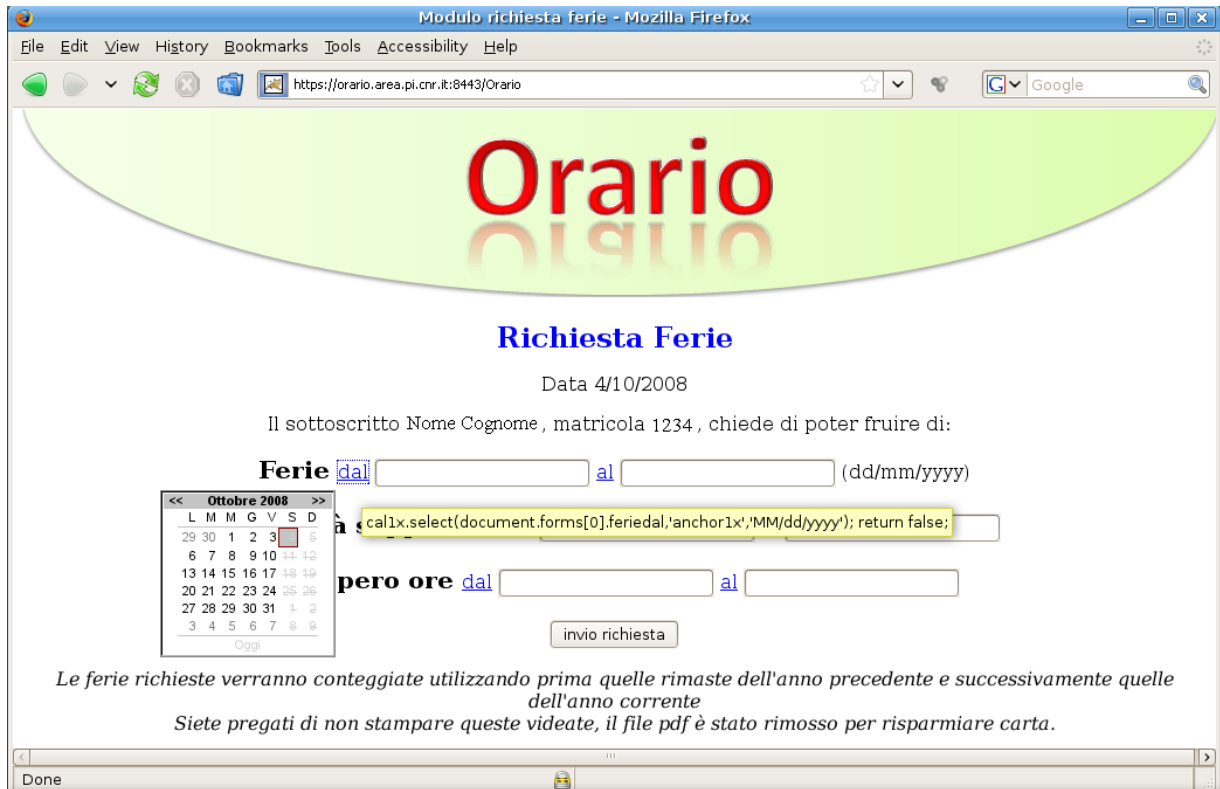 Modulo richiesta ferie - Mozilla Firefox
File Edit View History Bookmarks Tools Accessibility Help
https://orario.area.pi.cnr.it:8443/Orario
G Google
Orario
Richiesta Ferie
Data 4/10/2008
Il sottoscritto Nome Cognome , matricola 1234 , chiede di poter fruire di:
Ferie dal al (dd/mm/yyyy)
<< Ottobre 2008 >>
L M M G V S D
29 30 1 2 3 4 5
6 7 8 9 10 11 12
13 14 15 16 17 18 19
20 21 22 23 24 25 26
27 28 29 30 31 1 2
3 4 5 6 7 8 9
Oggi
à
cal1x.select(document.forms[0].feriedal,'anchor1x','MM/dd/yyyy'); return false;
pero ore dal al
invio richiesta
Le ferie richieste verranno conteggiate utilizzando prima quelle rimaste dell'anno precedente e successivamente quelle
dell'anno corrente
Siete pregati di non stampare queste videate, il file pdf è stato rimosso per risparmiare carta.
Done